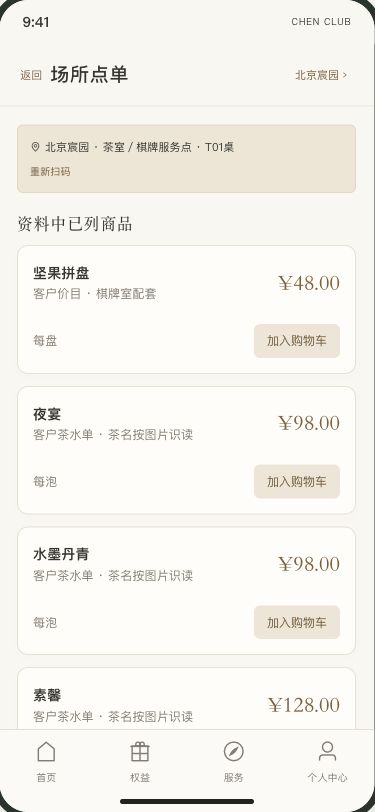 9:41
CHEN CLUB
返回 场所点单
北京宸园 ›
北京宸园 · 茶室 / 棋牌服务点 · T01桌
重新扫码
资料中已列商品
坚果拼盘
¥48.00
客户价目 · 棋牌室配套
每盘
加入购物车
夜宴
¥98.00
客户茶水单 · 茶名按图片识读
每泡
加入购物车
水墨丹青
¥98.00
客户茶水单 · 茶名按图片识读
每泡
加入购物车
素馨
¥128.00
客户茶水单 · 茶名按图片识读
首页
权益
服务
个人中心